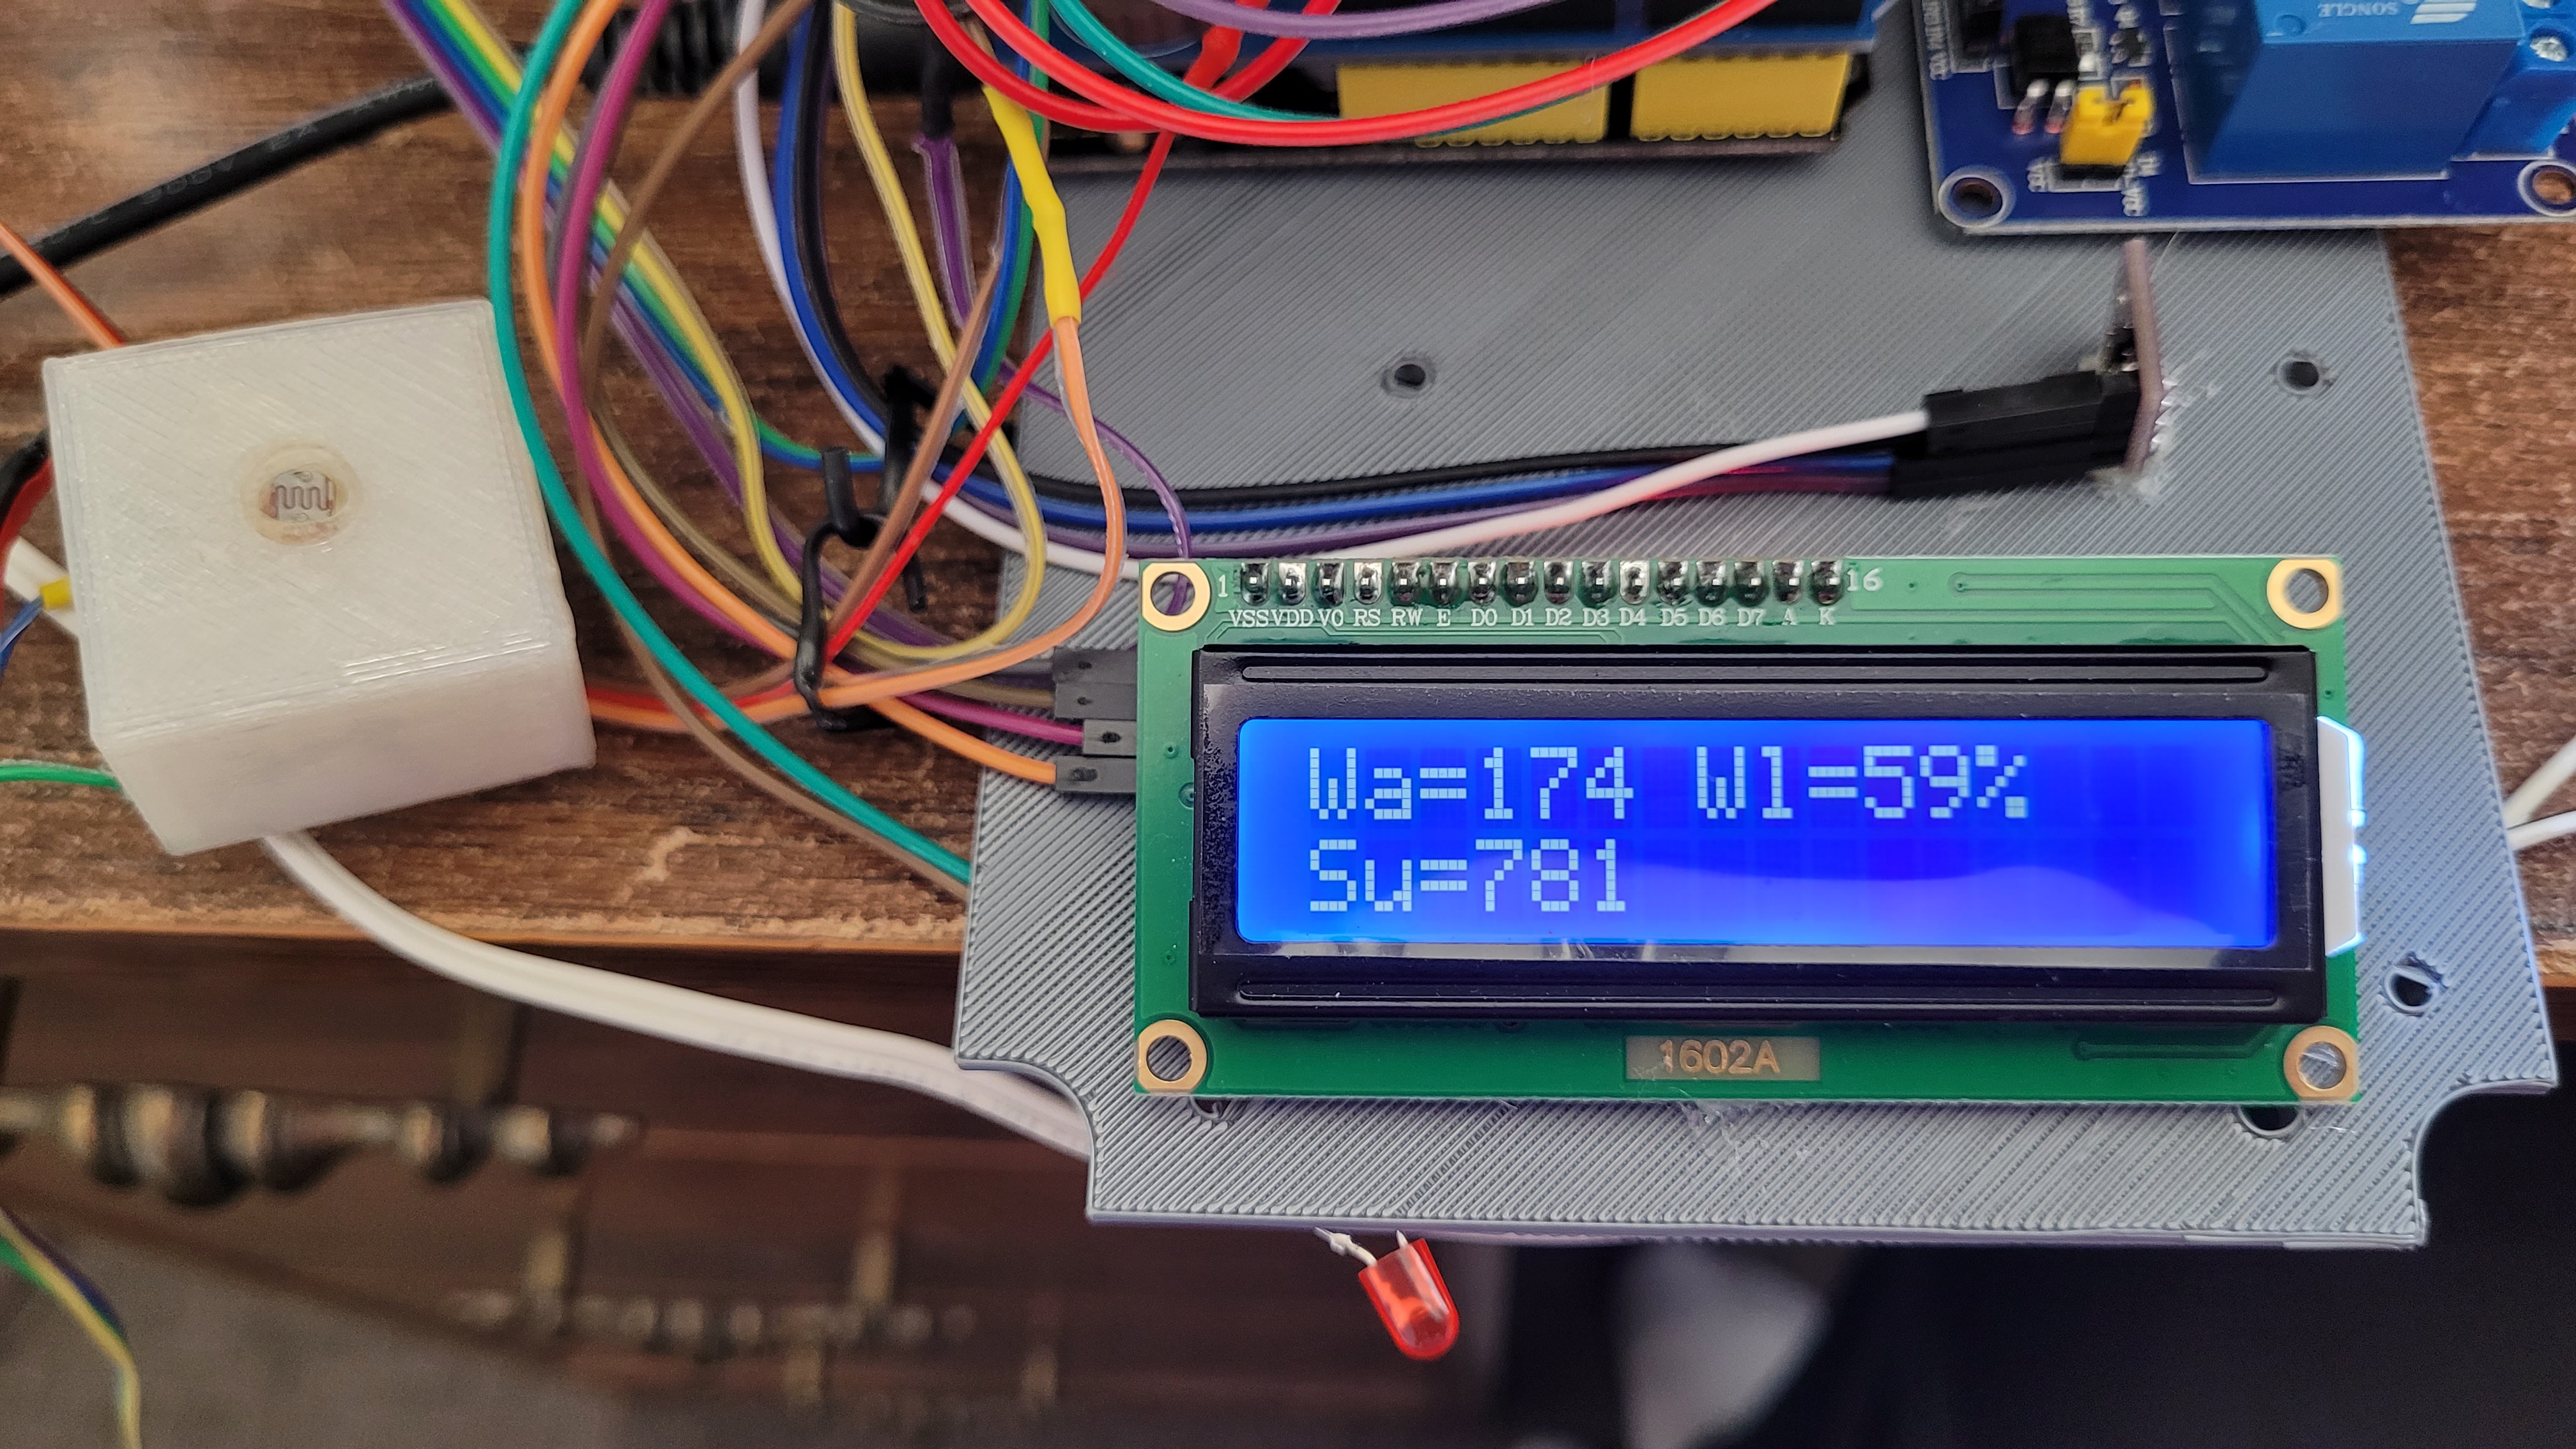 SONGLE
1 16
VSS VDD V0 RS RW E D0 D1 D2 D3 D4 D5 D6 D7 A K
Wa=174 Wl=59%
Su=781
1602A